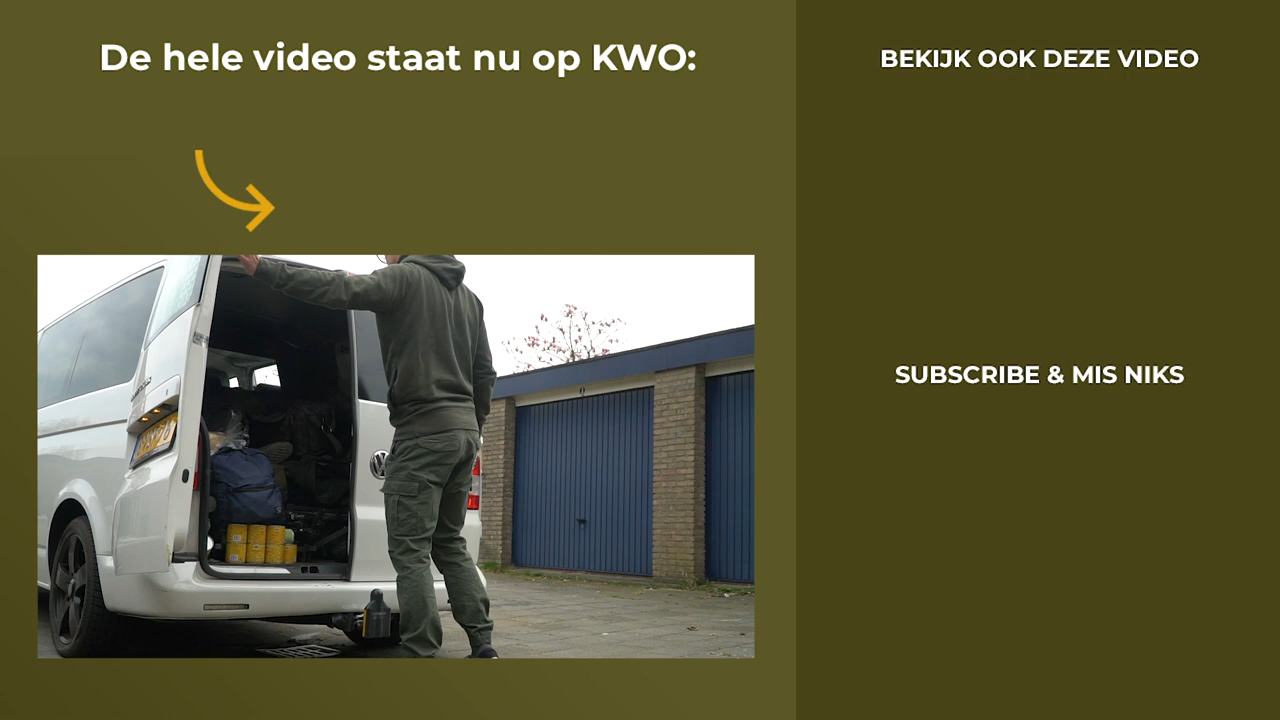 De hele video staat nu op KWO:
BEKIJK OOK DEZE VIDEO
SUBSCRIBE & MIS NIKS